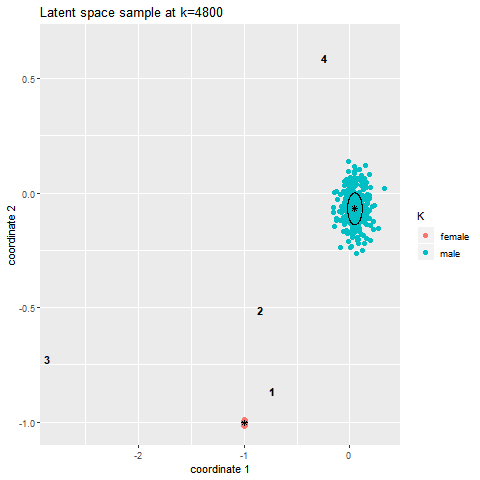 Latent space sample at k=4800
4
0.5
0.0
K
female
male
coordinate 2
-0.5
2
3
1
-1.0
-2
-1
0
coordinate 1